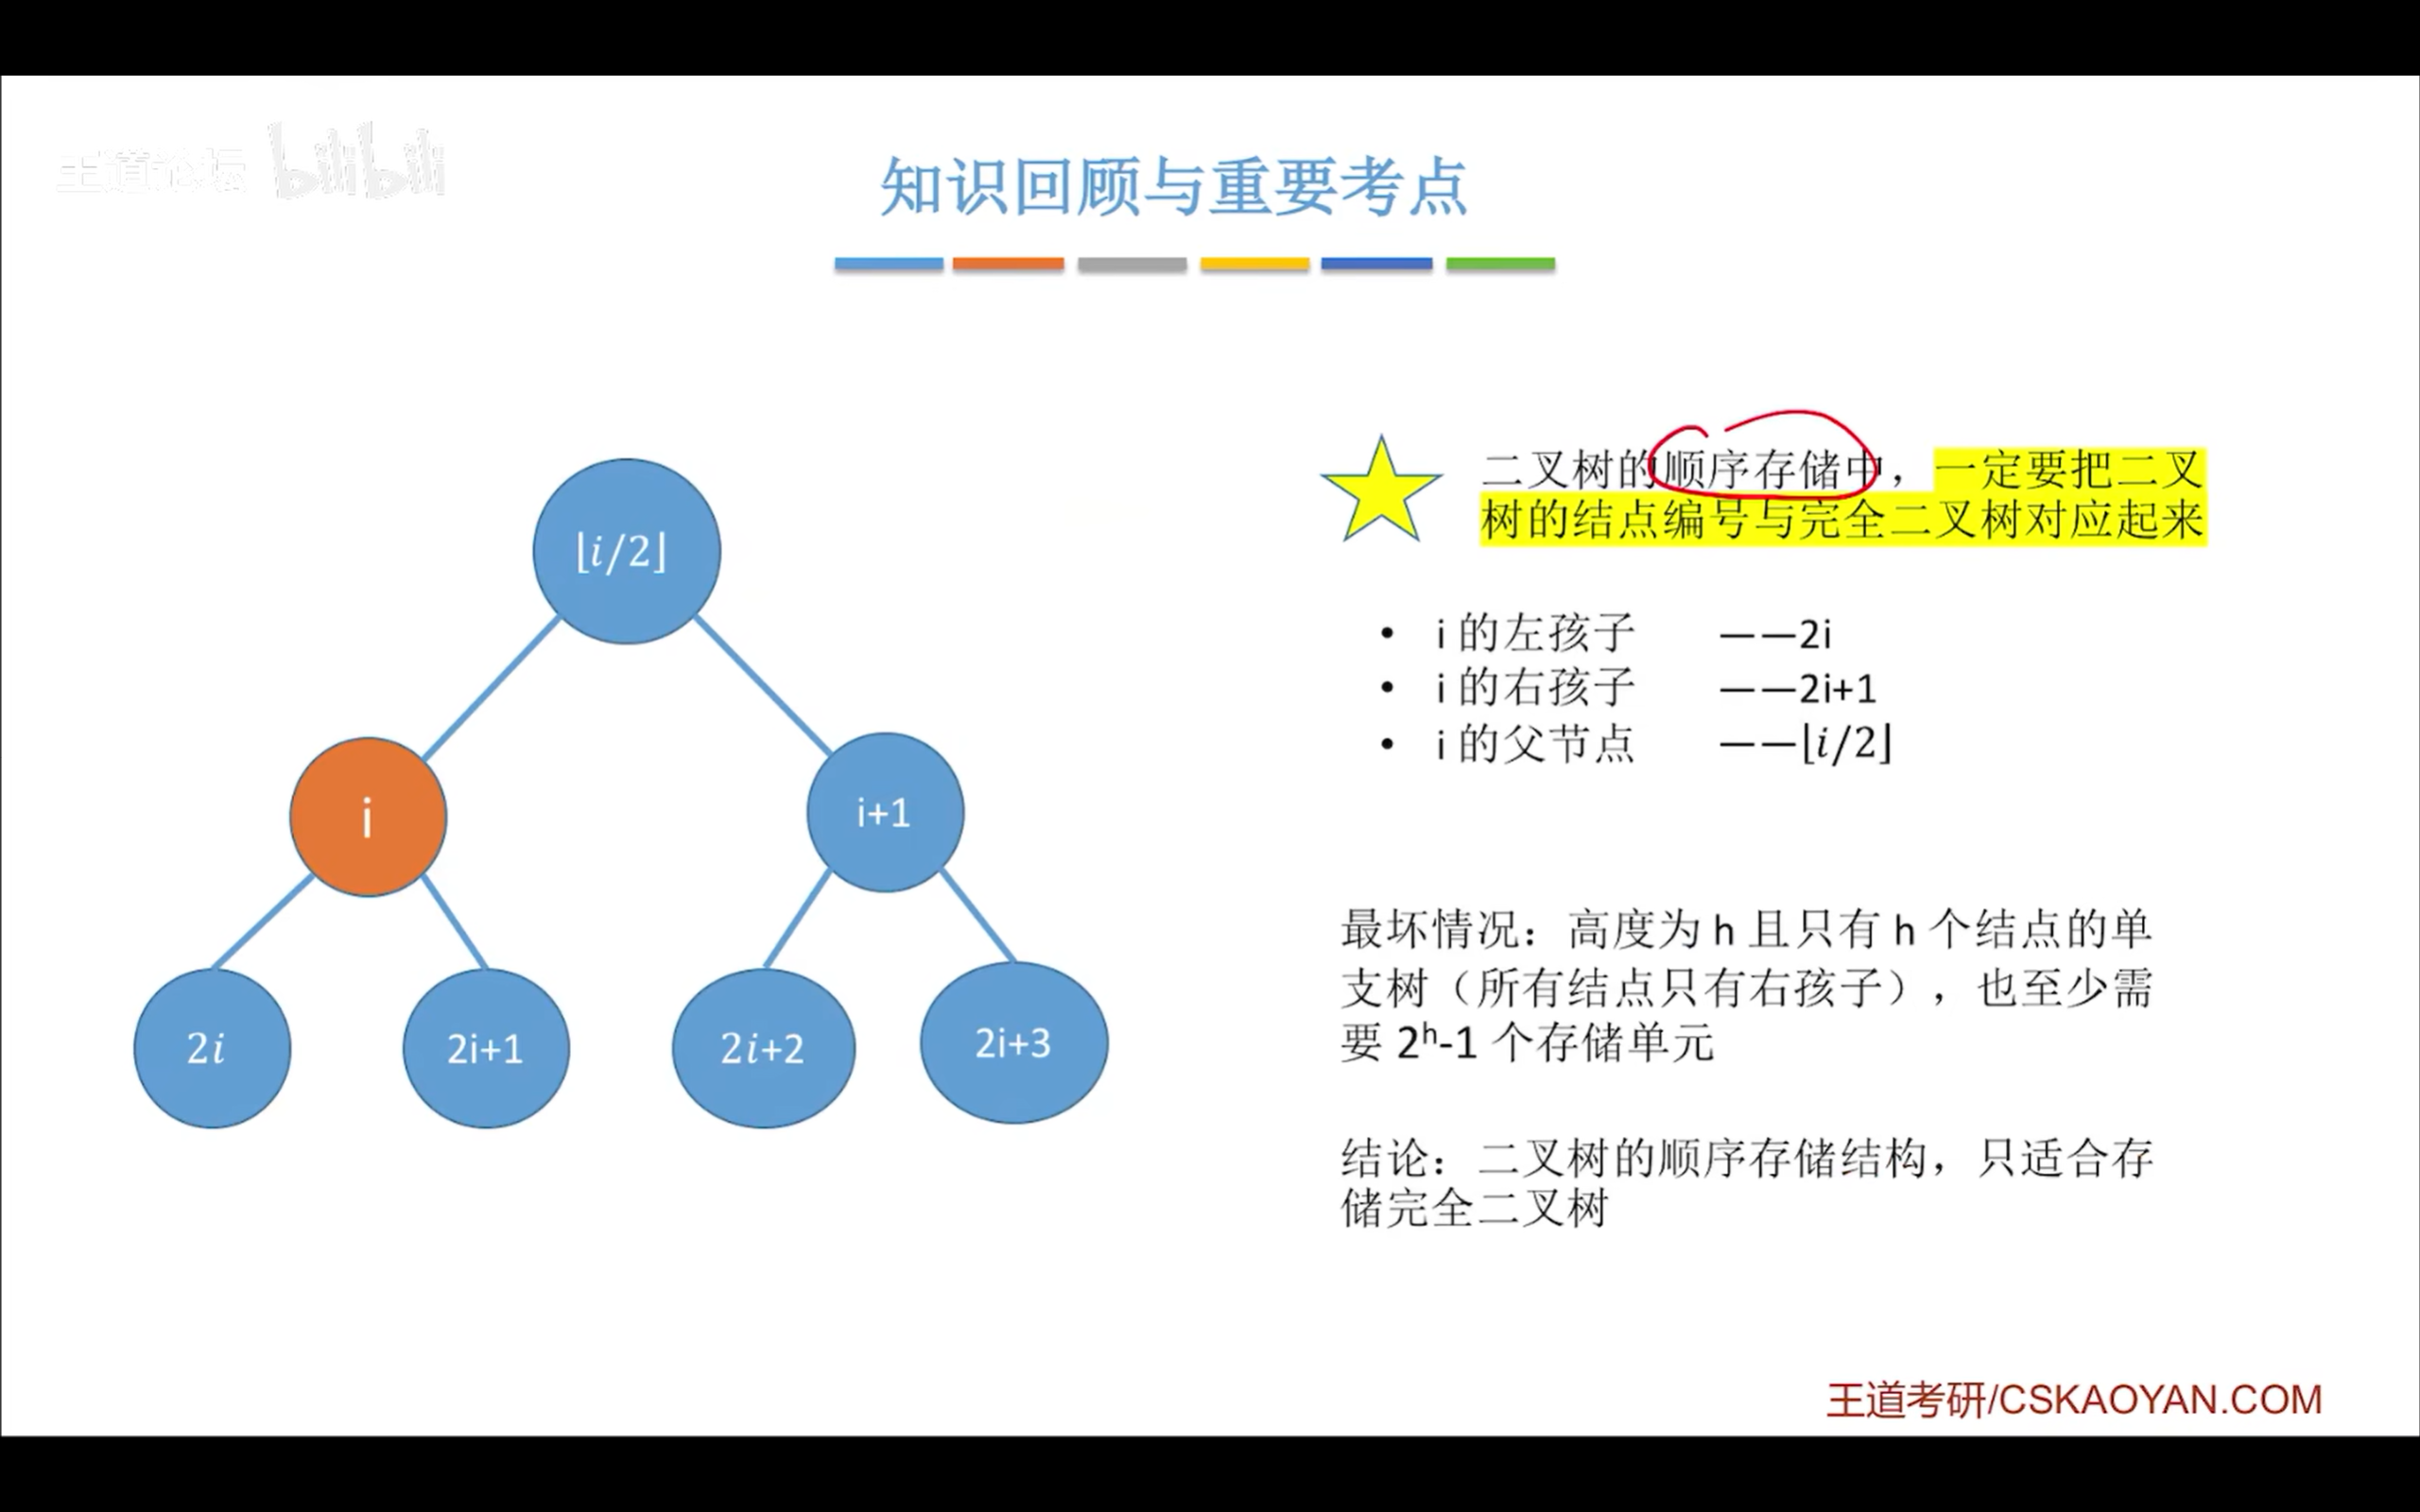 王道论坛 bilibili
知识回顾与重要考点
二叉树的顺序存储中，一定要把二叉
树的结点编号与完全二叉树对应起来
⌊i/2⌋
i
i+1
2i
2i+1
2i+2
2i+3
• i 的左孩子 ——2i
• i 的右孩子 ——2i+1
• i 的父节点 ——⌊i/2⌋
最坏情况：高度为 h 且只有 h 个结点的单
支树（所有结点只有右孩子），也至少需
要 2ʰ-1 个存储单元
结论：二叉树的顺序存储结构，只适合存
储完全二叉树
王道考研/CSKAOYAN.COM